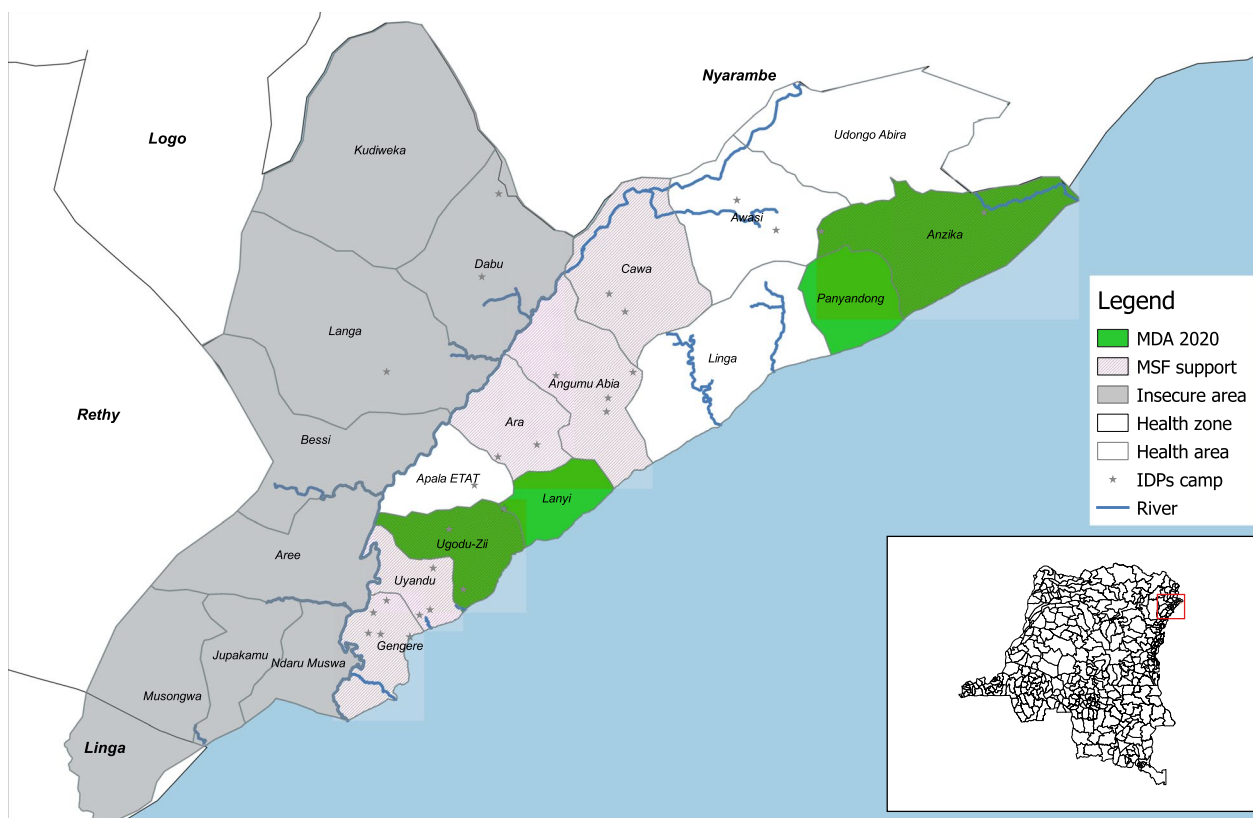 Nyarambe
Logo
Udongo Abira
Kudiweka
Awasi
Anzika
Dabu
Cawa
Panyandong
Langa
Linga
Angumu Abia
Rethy
Ara
Bessi
Apala ETAT
Lanyi
Ugodu-Zii
Aree
Uyandu
Gengere
Jupakamu
Ndaru Muswa
Musongwa
Linga
Legend
MDA 2020
MSF support
Insecure area
Health zone
Health area
IDPs camp
River